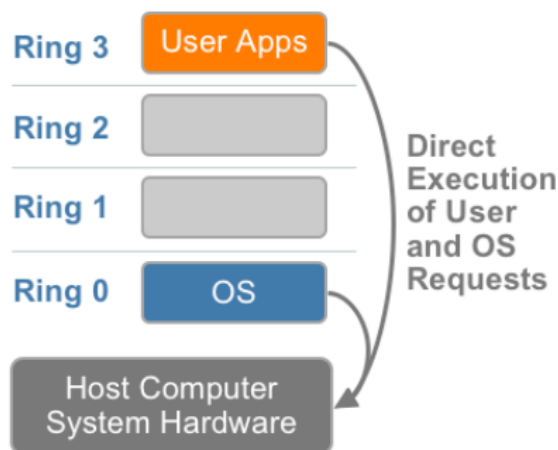 Ring 3
User Apps
Ring 2
Ring 1
Ring 0
OS
Direct
Execution
of User
and OS
Requests
Host Computer
System Hardware